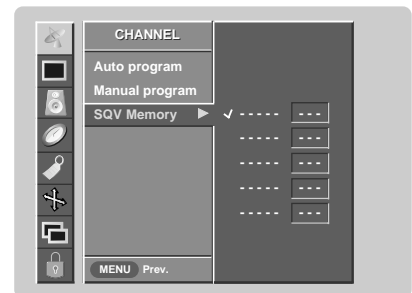 CHANNEL
Auto program
Manual program
SQV Memory ▶ ✓ - - - - - - - -
- - - - - - - -
- - - - - - - -
- - - - - - - -
- - - - - - - -
MENU Prev.